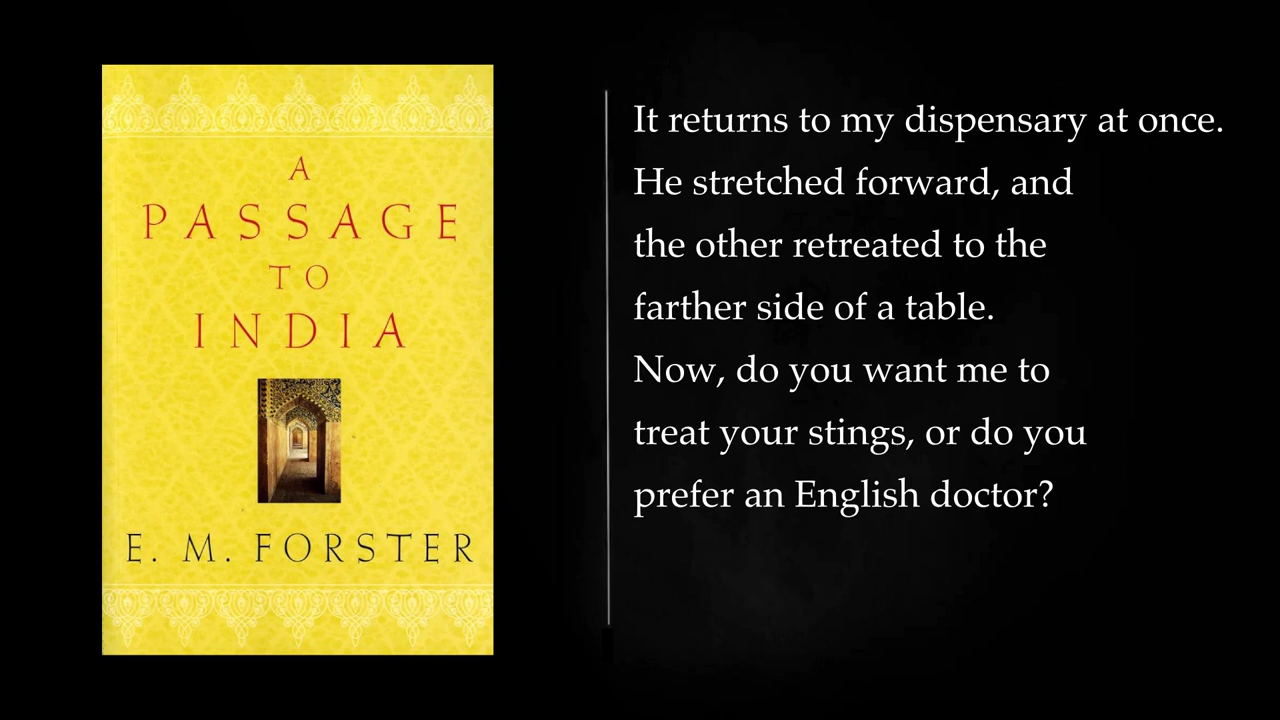 A
PASSAGE
TO
INDIA
E. M. FORSTER
It returns to my dispensary at once.
He stretched forward, and
the other retreated to the
farther side of a table.
Now, do you want me to
treat your stings, or do you
prefer an English doctor?